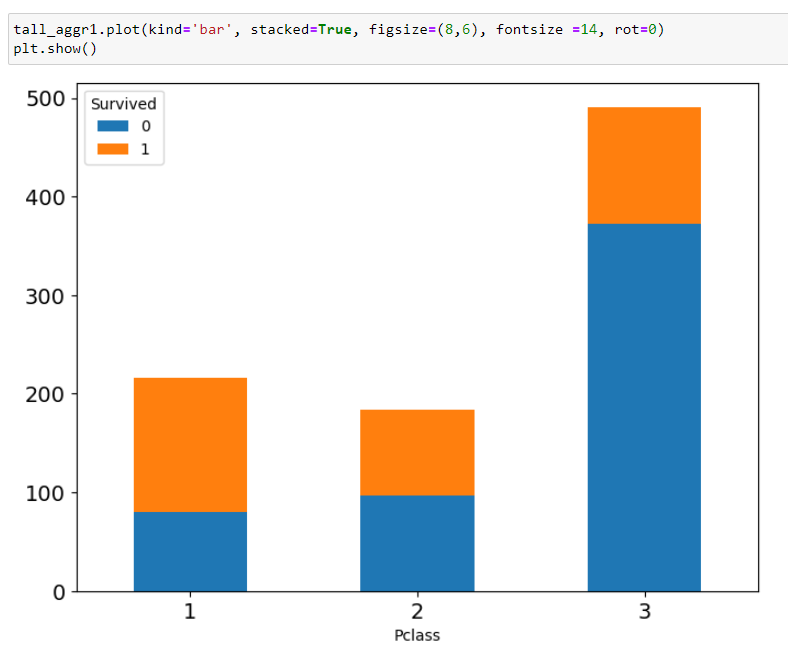 tall_aggr1.plot(kind='bar', stacked=True, figsize=(8,6), fontsize =14, rot=0)
plt.show()
500
Survived
0
1
400
300
200
100
0
1 2 3
Pclass